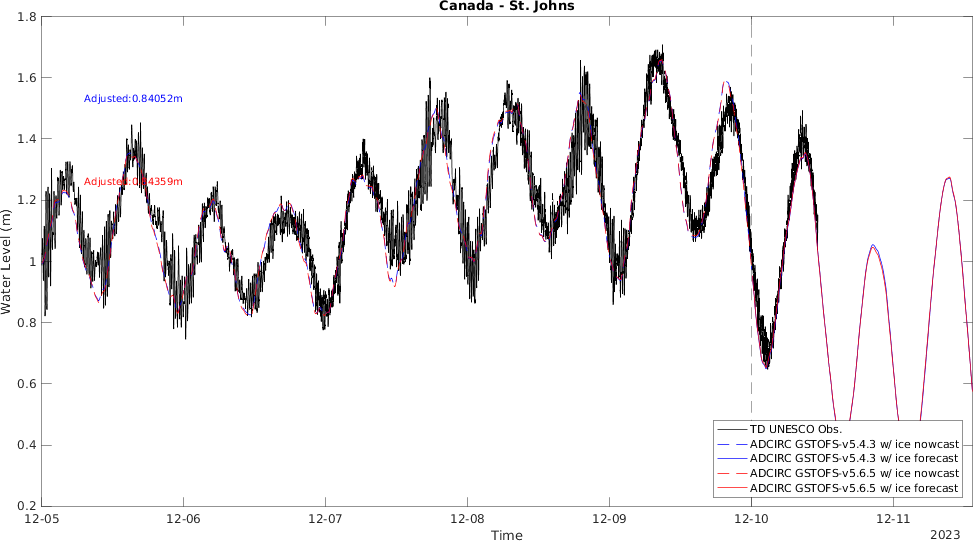 Canada - St. Johns
1.8
1.6
Adjusted:0.84052m
1.4
Adjusted: 4359m
1.2
Water Level (m)
1
0.8
0.6
0.4
0.2
TD UNESCO Obs.
ADCIRC GSTOFS-v5.4.3 w/ ice nowcast
ADCIRC GSTOFS-v5.4.3 w/ ice forecast
ADCIRC GSTOFS-v5.6.5 w/ ice nowcast
ADCIRC GSTOFS-v5.6.5 w/ ice forecast
12-05
12-06
12-07
12-08
12-09
12-10
12-11
Time
2023